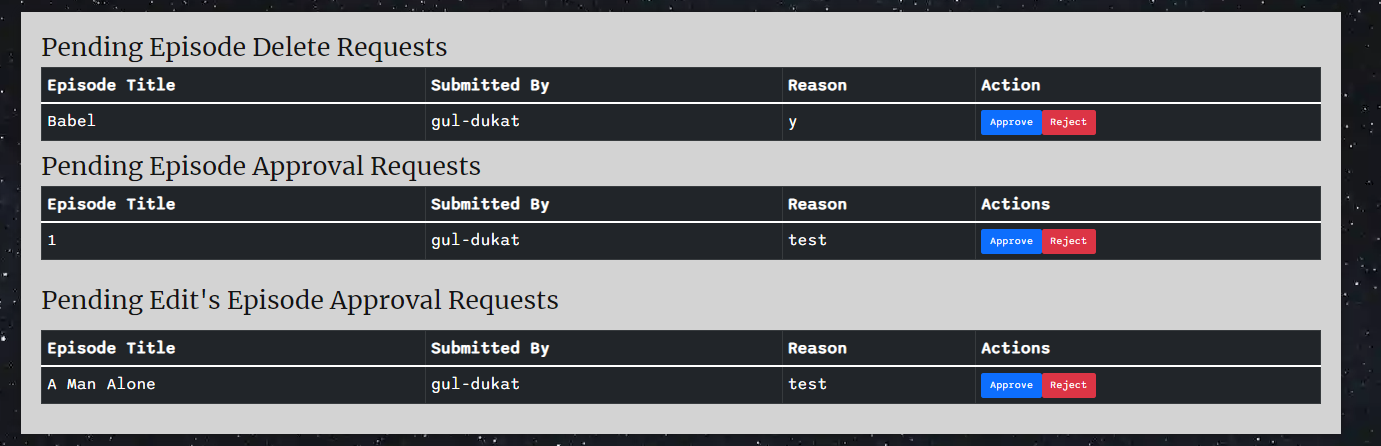 Pending Episode Delete Requests
Episode Title Submitted By Reason Action
Babel gul-dukat y Approve Reject
Pending Episode Approval Requests
Episode Title Submitted By Reason Actions
1 gul-dukat test Approve Reject
Pending Edit's Episode Approval Requests
Episode Title Submitted By Reason Actions
A Man Alone gul-dukat test Approve Reject